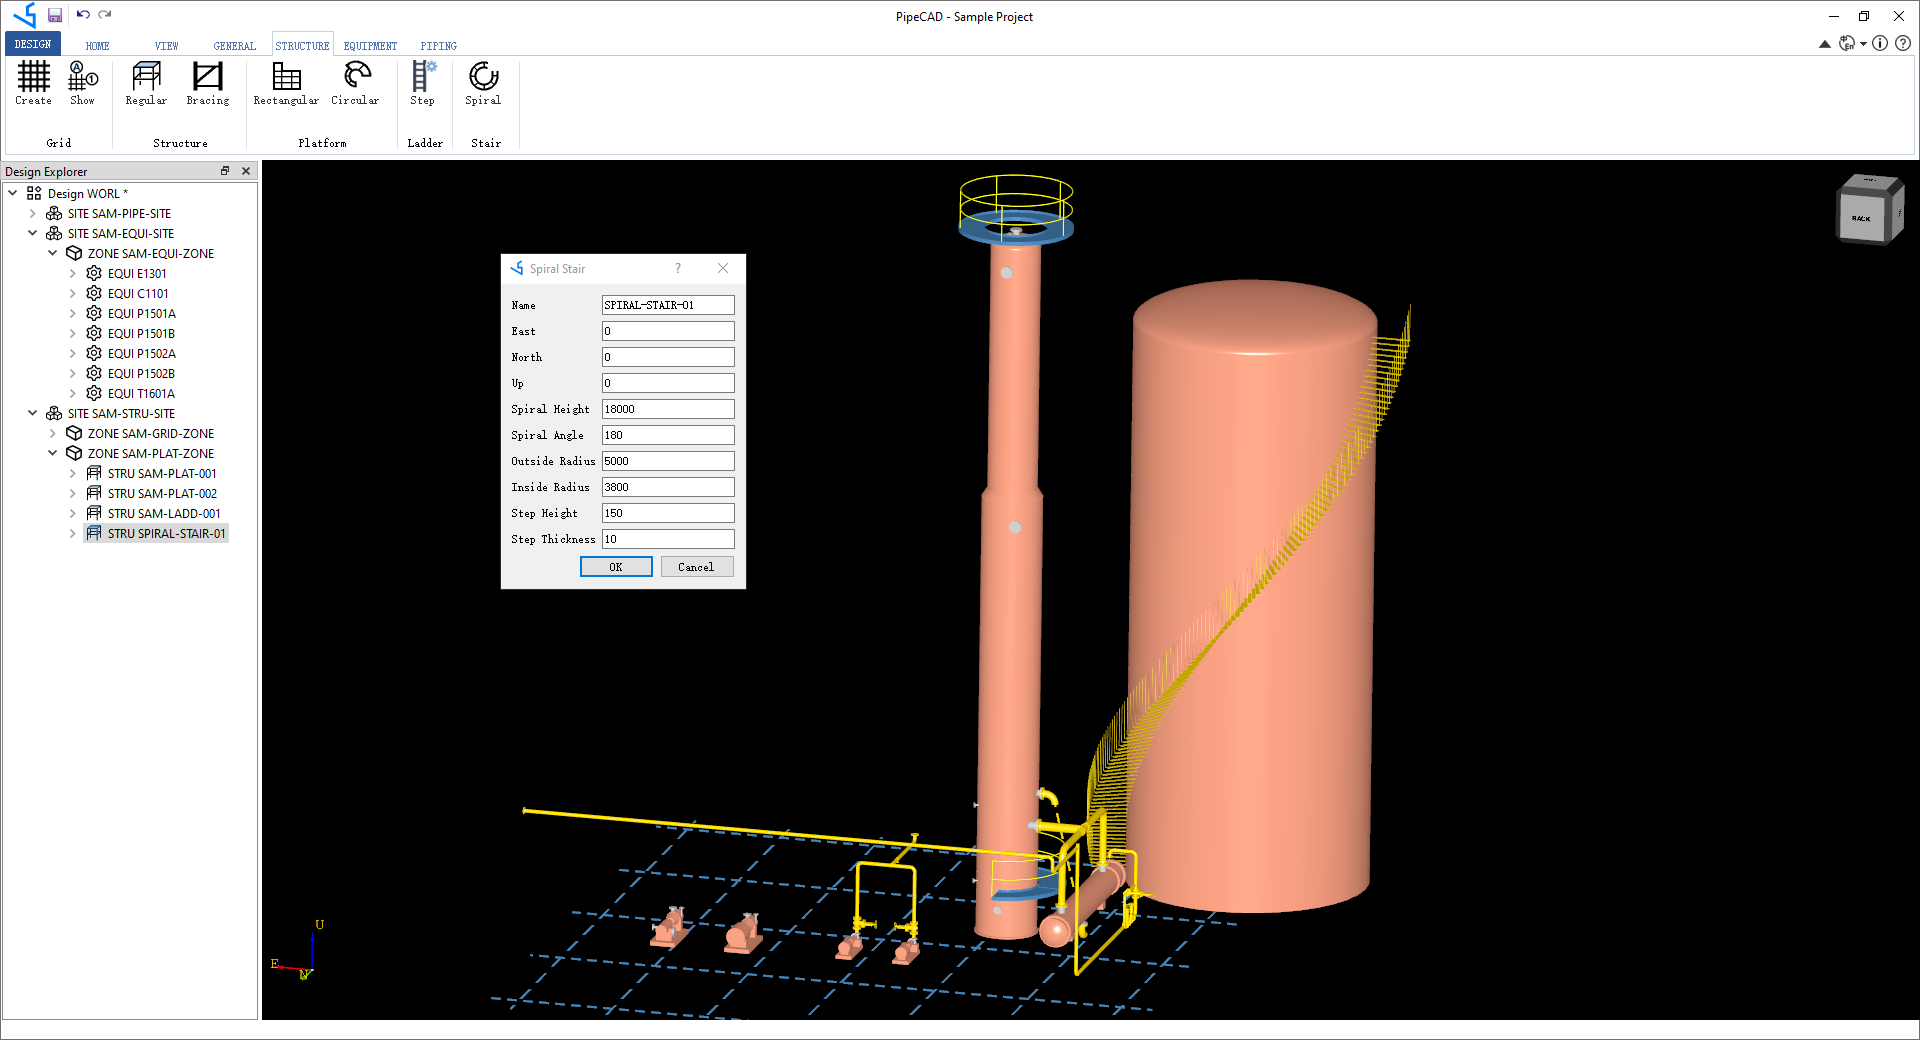 PipeCAD - Sample Project
DESIGN HOME VIEW GENERAL STRUCTURE EQUIPMENT PIPING
En
A 1
Create Show Regular Bracing Rectangular Circular Step Spiral
Grid Structure Platform Ladder Stair
Design Explorer
Design WORL *
SITE SAM-PIPE-SITE
SITE SAM-EQUI-SITE
ZONE SAM-EQUI-ZONE
EQUI E1301
EQUI C1101
EQUI P1501A
EQUI P1501B
EQUI P1502A
EQUI P1502B
EQUI T1601A
SITE SAM-STRU-SITE
ZONE SAM-GRID-ZONE
ZONE SAM-PLAT-ZONE
STRU SAM-PLAT-001
STRU SAM-PLAT-002
STRU SAM-LADD-001
STRU SPIRAL-STAIR-01
Spiral Stair ?
Name SPIRAL-STAIR-01
East 0
North 0
Up 0
Spiral Height 18000
Spiral Angle 180
Outside Radius 5000
Inside Radius 3800
Step Height 150
Step Thickness 10
OK Cancel
BACK
U
E
N